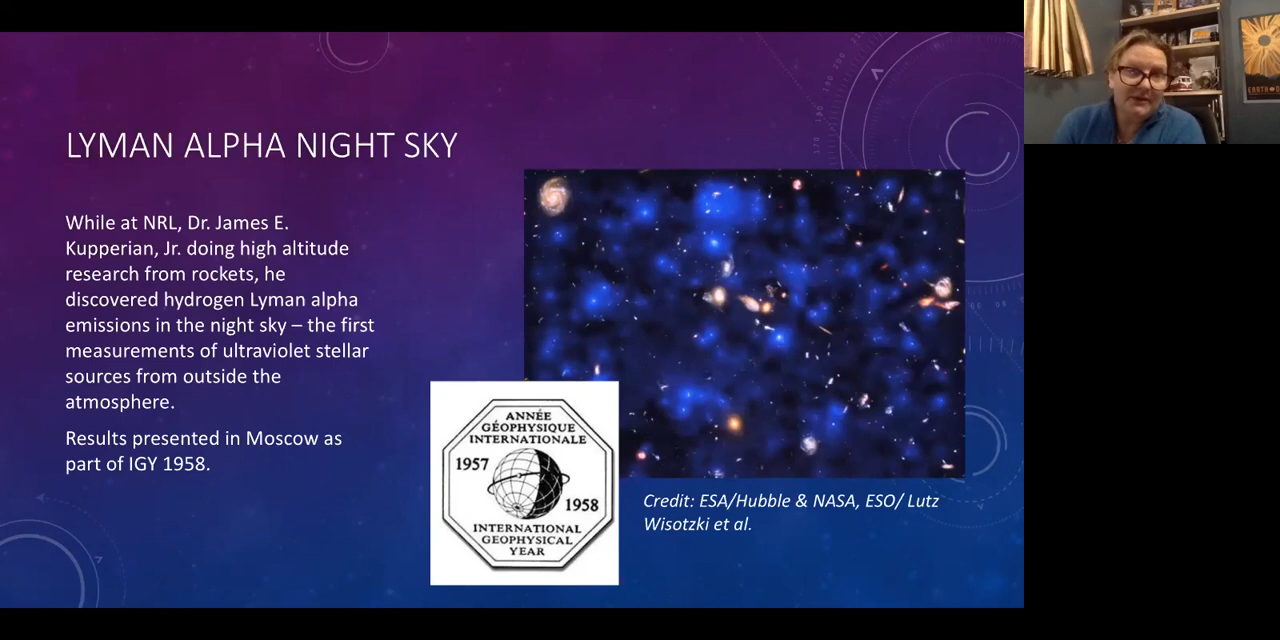 LYMAN ALPHA NIGHT SKY
While at NRL, Dr. James E.
Kupperian, Jr. doing high altitude
research from rockets, he
discovered hydrogen Lyman alpha
emissions in the night sky – the first
measurements of ultraviolet stellar
sources from outside the
atmosphere.
Results presented in Moscow as
part of IGY 1958.
ANNÉE
GÉOPHYSIQUE
INTERNATIONALE
1957
1958
INTERNATIONAL
GEOPHYSICAL
YEAR
Credit: ESA/Hubble & NASA, ESO/ Lutz
Wisotzki et al.